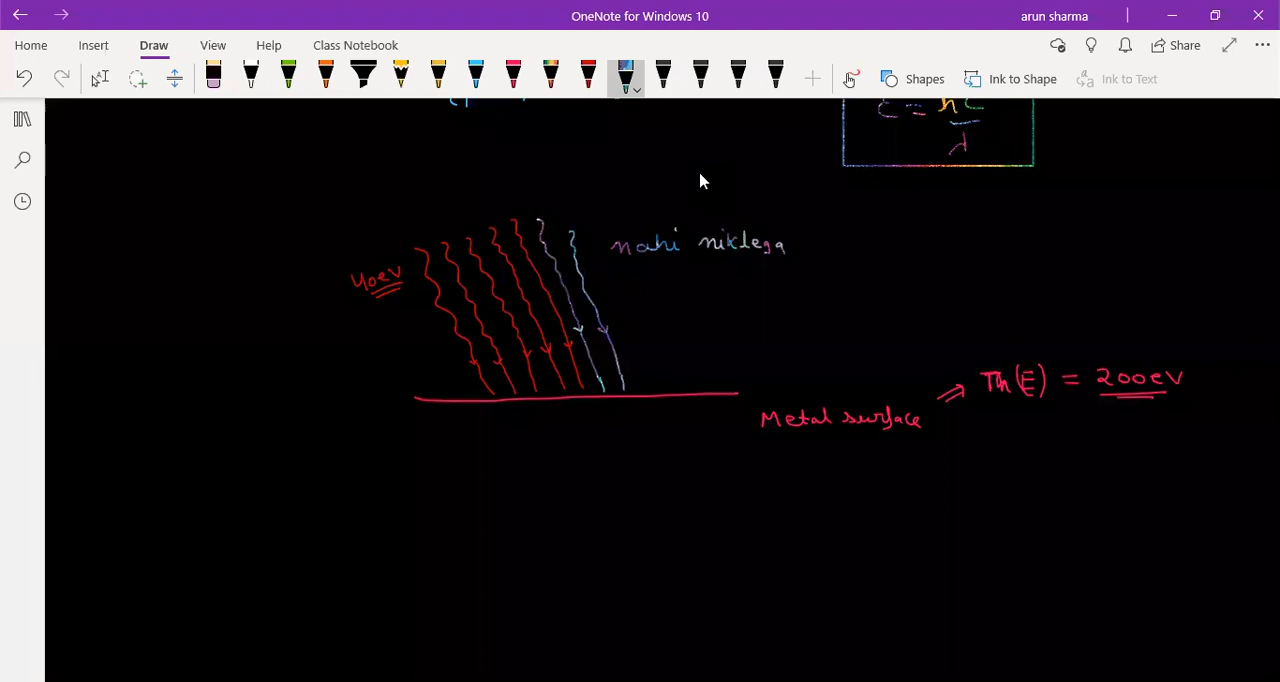 OneNote for Windows 10
arun sharma
Home Insert Draw View Help Class Notebook
Share
Shapes
Ink to Shape
Ink to Text
E = hc
λ
nahi niklega
40eV
Th(E) = 200eV
Metal surface